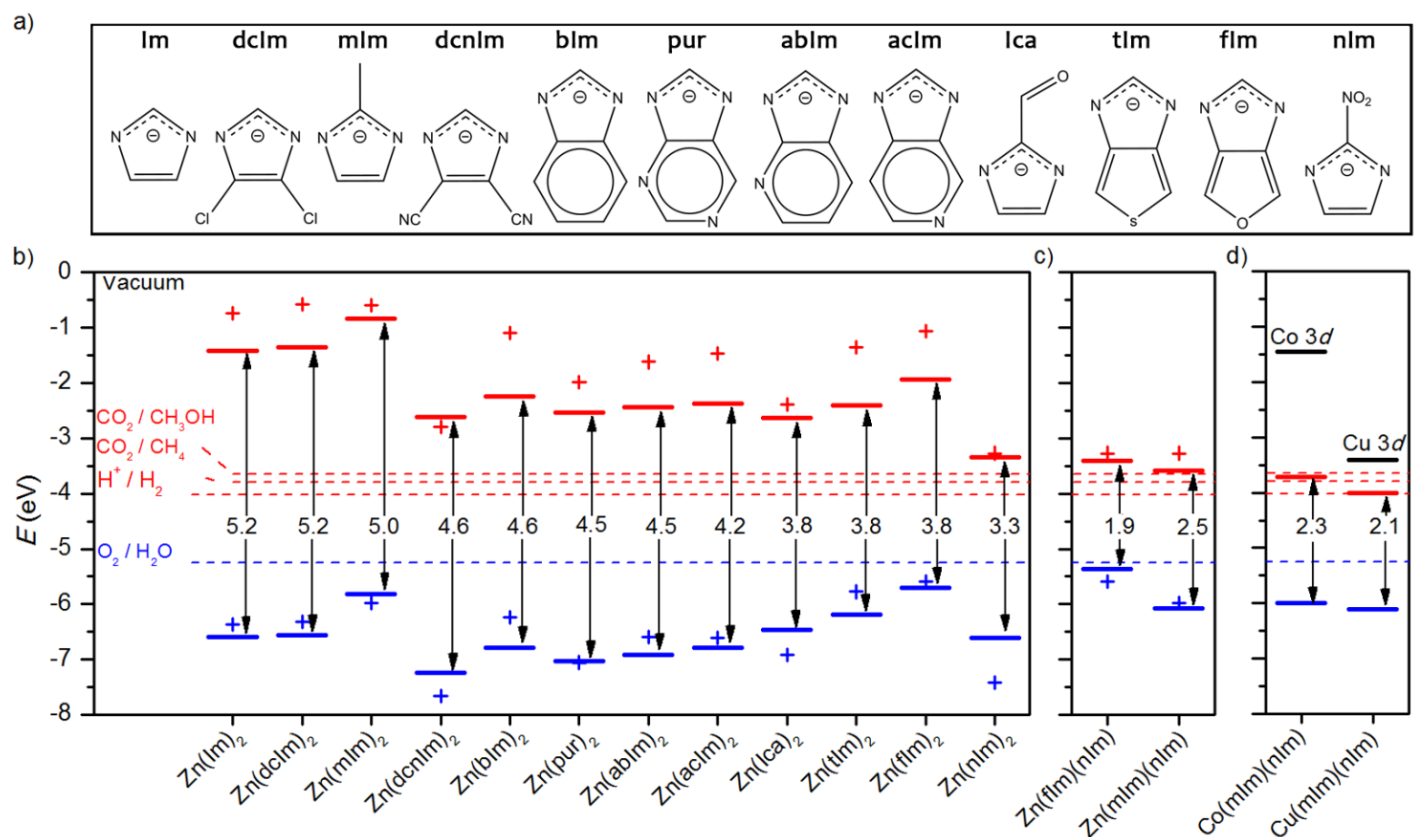 a)
Im dcIm mIm dcnIm bIm pur abIm acIm Ica tIm fIm nIm
O
NO₂
N N N N N N N N N N N N N N N N N N N N N N N N
N N N N
Cl Cl NC CN S O
b) c) d)
0
Vacuum
-1
Co 3d
-2
CO₂ / CH₃OH
-3
Cu 3d
CO₂ / CH₄
H⁺ / H₂
-4
E (eV)
5.2 5.2 5.0 4.6 4.6 4.5 4.5 4.2 3.8 3.8 3.8 3.3 1.9 2.5 2.3 2.1
O₂ / H₂O
-5
-6
-7
-8
Zn(Im)₂
Zn(dcIm)₂
Zn(mIm)₂
Zn(dcnIm)₂
Zn(bIm)₂
Zn(pur)₂
Zn(abIm)₂
Zn(acIm)₂
Zn(Ica)₂
Zn(tIm)₂
Zn(fIm)₂
Zn(nIm)₂
Zn(fIm)(nIm)
Zn(mIm)(nIm)
Co(mIm)(nIm)
Cu(mIm)(nIm)